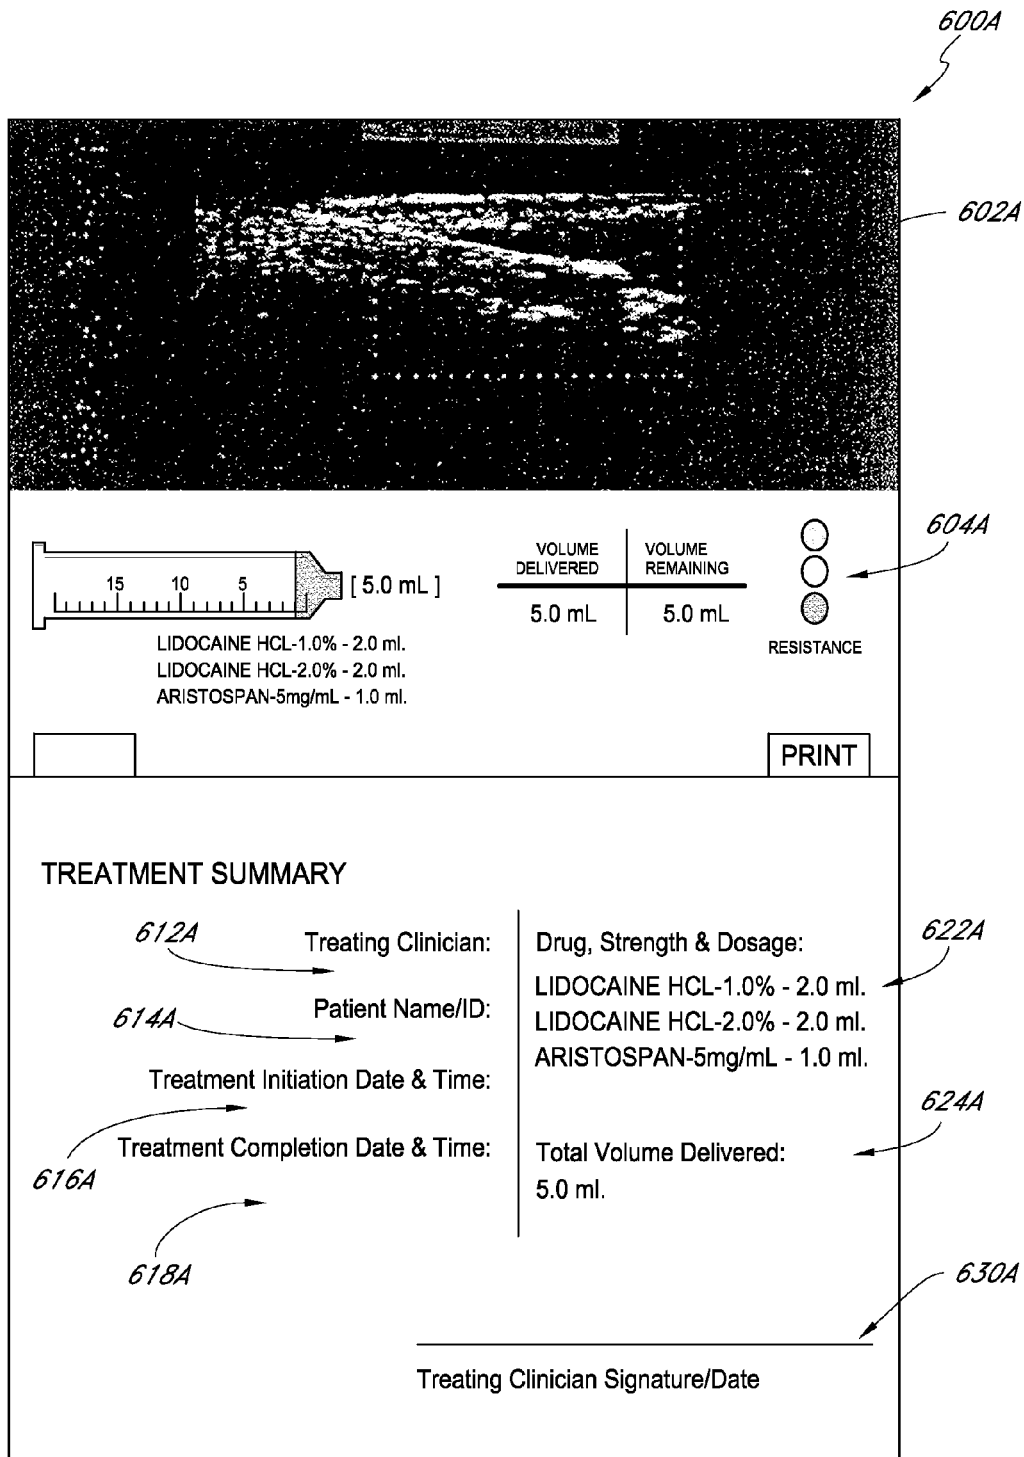 600A
602A
604A
15 10 5
[ 5.0 mL ]
LIDOCAINE HCL-1.0% - 2.0 ml.
LIDOCAINE HCL-2.0% - 2.0 ml.
ARISTOSPAN-5mg/mL - 1.0 ml.
VOLUME DELIVERED
VOLUME REMAINING
5.0 mL
5.0 mL
RESISTANCE
PRINT
TREATMENT SUMMARY
612A
Treating Clinician:
614A
Patient Name/ID:
Treatment Initiation Date & Time:
616A
Treatment Completion Date & Time:
618A
Drug, Strength & Dosage:
622A
LIDOCAINE HCL-1.0% - 2.0 ml.
LIDOCAINE HCL-2.0% - 2.0 ml.
ARISTOSPAN-5mg/mL - 1.0 ml.
624A
Total Volume Delivered:
5.0 ml.
630A
Treating Clinician Signature/Date